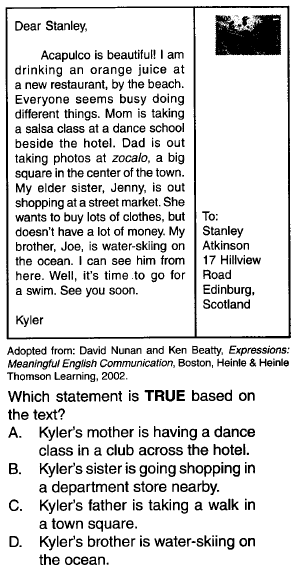 Dear Stanley,
Acapulco is beautiful! I am
drinking an orange juice at
a new restaurant, by the beach.
Everyone seems busy doing
different things. Mom is taking
a salsa class at a dance school
beside the hotel. Dad is out
taking photos at zocalo, a big
square in the center of the town.
My elder sister, Jenny, is out
shopping at a street market. She
wants to buy lots of clothes, but
doesn't have a lot of money. My
brother, Joe, is water-skiing on
the ocean. I can see him from
here. Well, it's time to go for
a swim. See you soon.
Kyler
To:
Stanley
Atkinson
17 Hillview
Road
Edinburg,
Scotland
Adopted from: David Nunan and Ken Beatty, Expressions:
Meaningful English Communication, Boston, Heinle & Heinle
Thomson Learning, 2002.
Which statement is TRUE based on
the text?
A. Kyler's mother is having a dance
class in a club across the hotel.
B. Kyler's sister is going shopping in
a department store nearby.
C. Kyler's father is taking a walk in
a town square.
D. Kyler's brother is water-skiing on
the ocean.